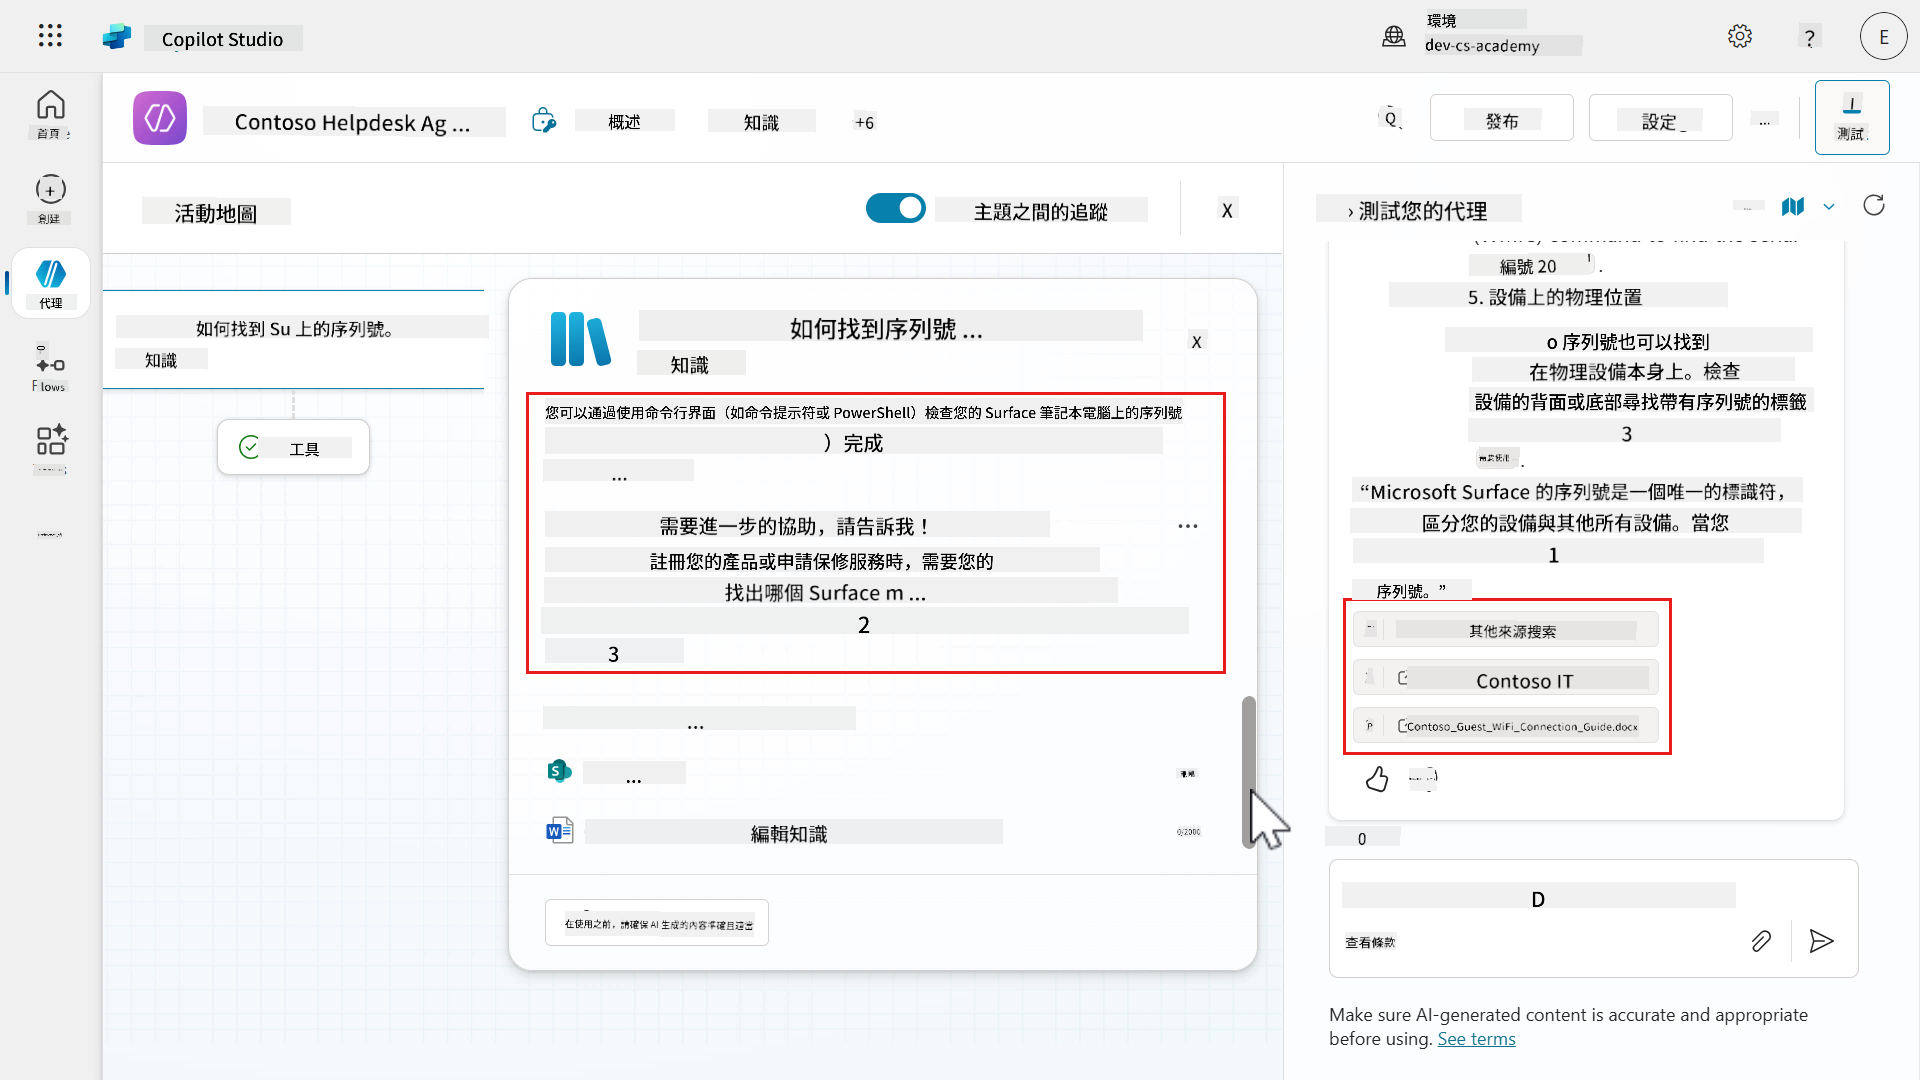 Copilot Studio
環境
dev-cs-academy
?
E
首頁
創建
代理
Flows
Contoso Helpdesk Ag ...
概述
知識
+6
發布
設定
...
測試
活動地圖
主題之間的追蹤
X
如何找到 Su 上的序列號。
知識
工具
如何找到序列號 ...
知識
X
您可以通過使用命令行界面（如命令提示符或 PowerShell）檢查您的 Surface 筆記本電腦上的序列號
）完成
...
需要進一步的協助，請告訴我！
註冊您的產品或申請保修服務時，需要您的
找出哪個 Surface m ...
2
3
...
...
編輯知識
0/2000
在使用之前，請確保 AI 生成的內容準確且適當
› 測試您的代理
編號 20
5. 設備上的物理位置
o 序列號也可以找到
在物理設備本身上。檢查
設備的背面或底部尋找帶有序列號的標籤
3
“Microsoft Surface 的序列號是一個唯一的標識符，
區分您的設備與其他所有設備。當您
1
序列號。”
其他來源搜索
Contoso IT
Contoso_Guest_WiFi_Connection_Guide.docx
0
D
查看條款
Make sure AI-generated content is accurate and appropriate
before using. See terms